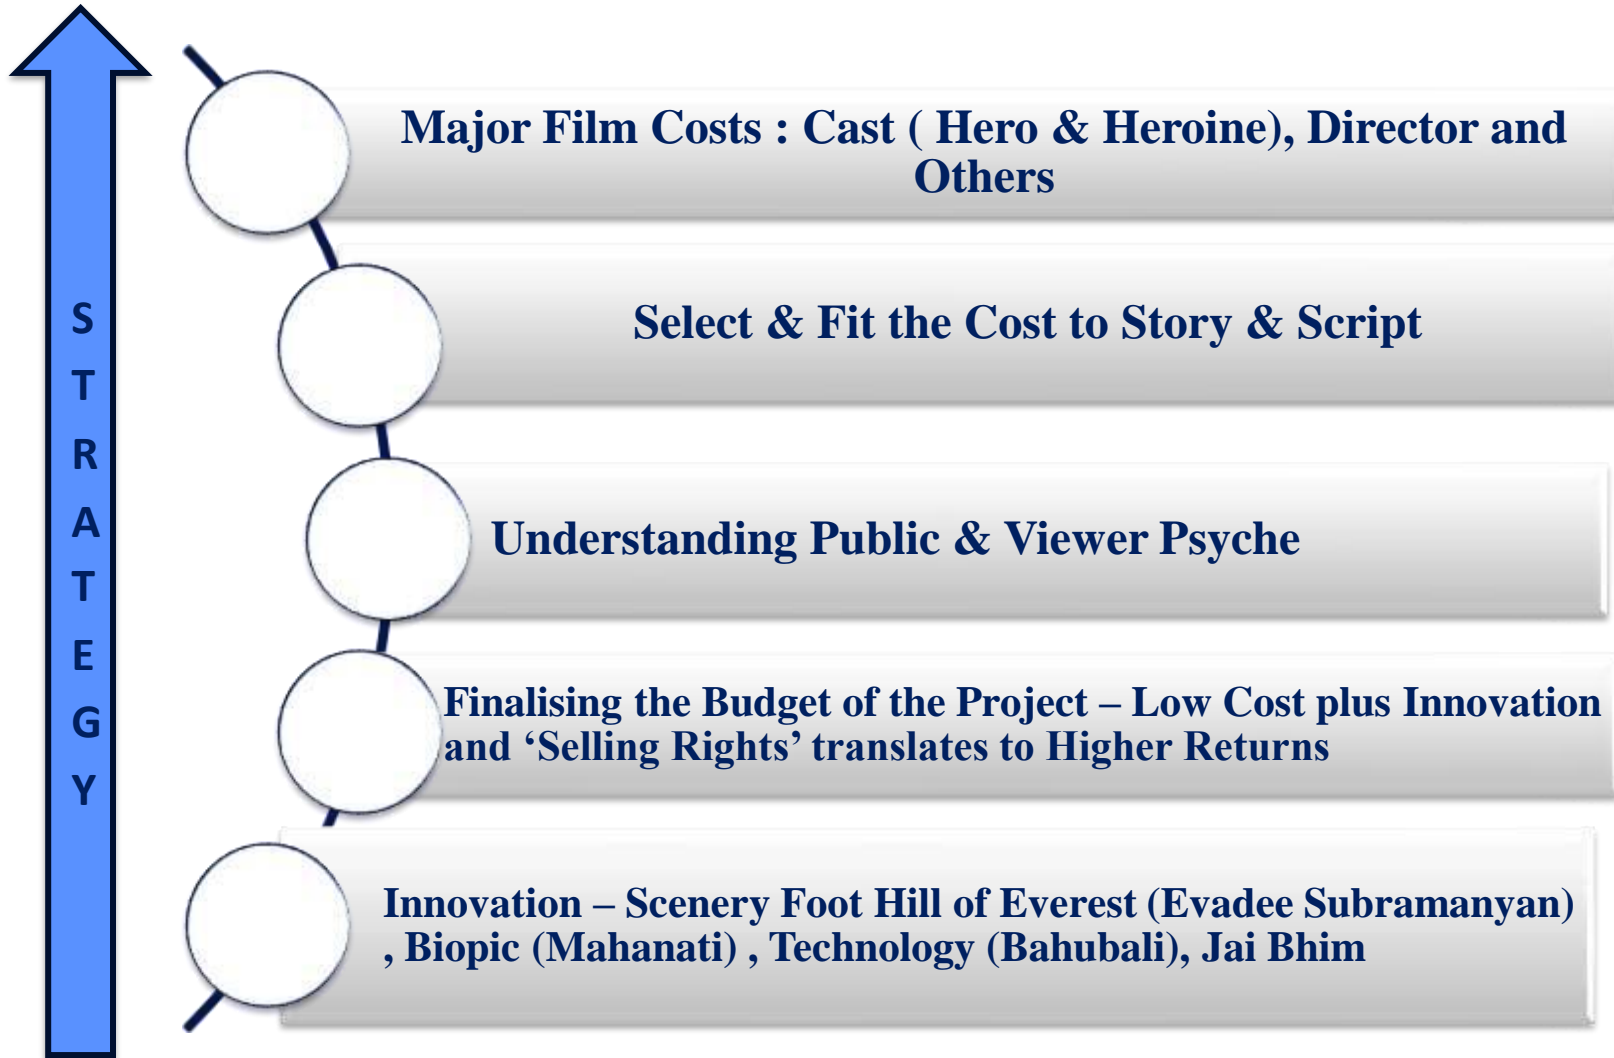 S
T
R
A
T
E
G
Y
Major Film Costs : Cast ( Hero & Heroine), Director and
Others
Select & Fit the Cost to Story & Script
Understanding Public & Viewer Psyche
Finalising the Budget of the Project – Low Cost plus Innovation
and ‘Selling Rights’ translates to Higher Returns
Innovation – Scenery Foot Hill of Everest (Evadee Subramanyan)
, Biopic (Mahanati) , Technology (Bahubali), Jai Bhim